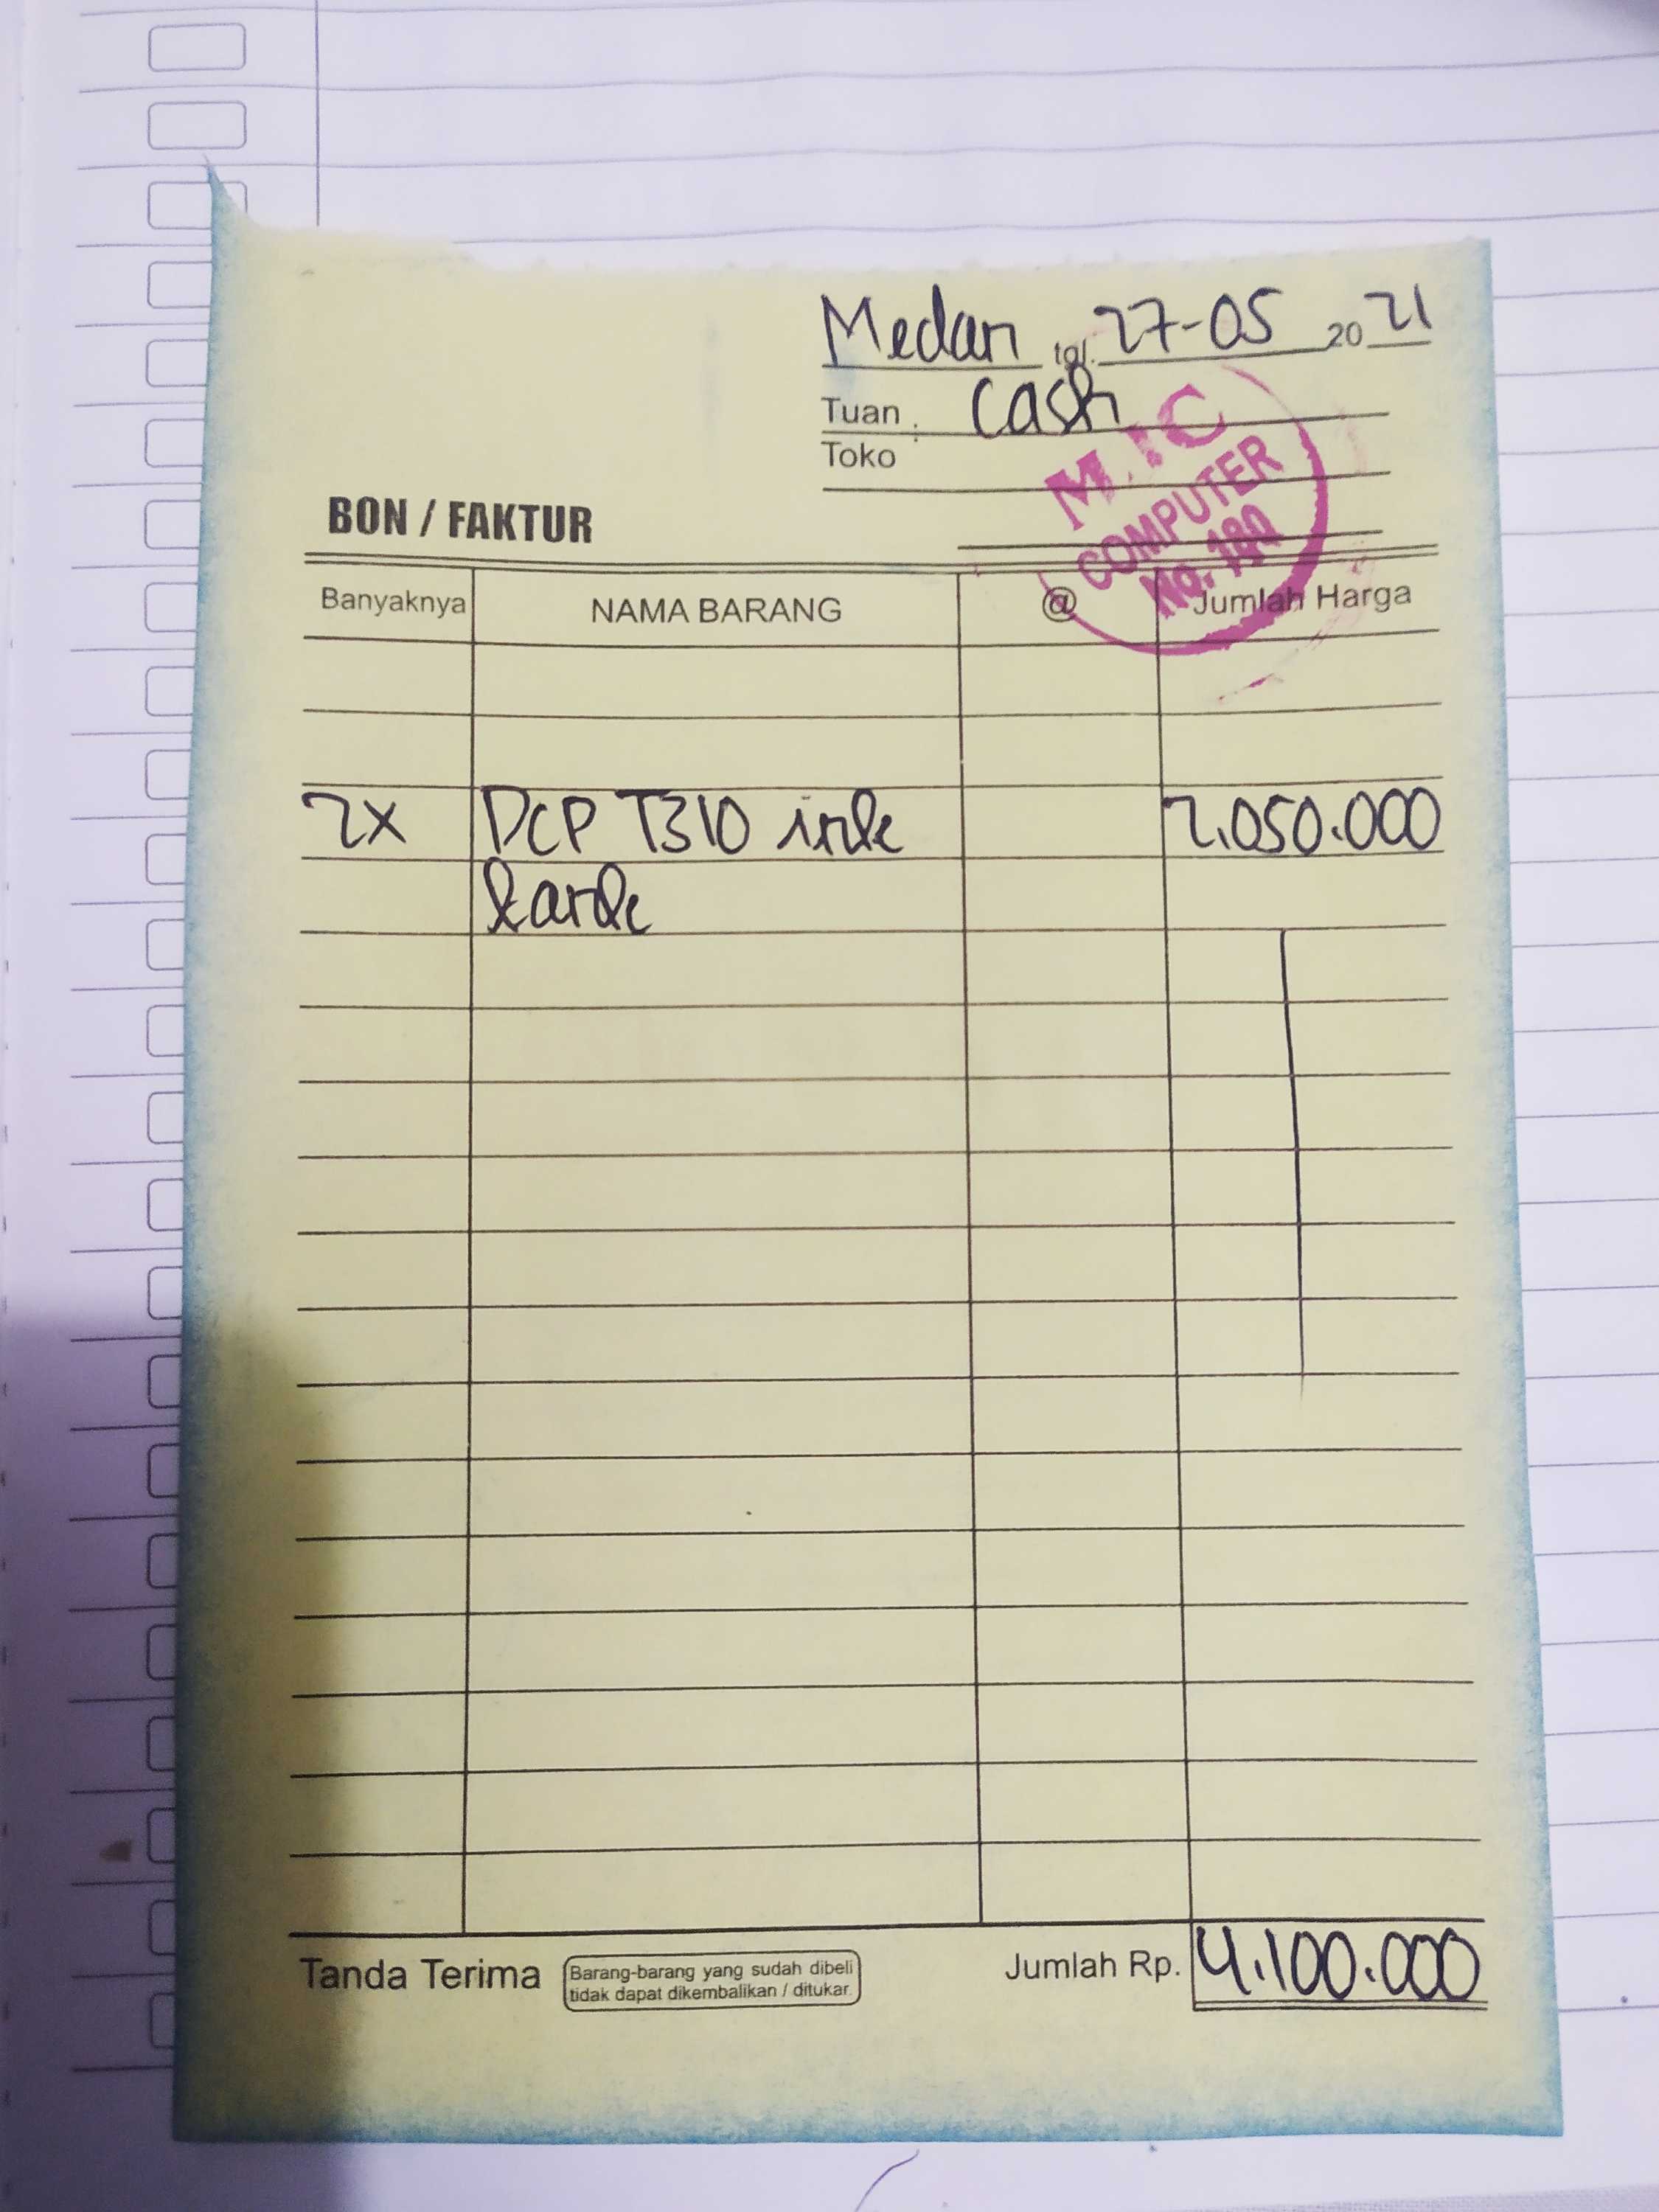 Medan tgl. 27-05 2021
Tuan : Cash
Toko
M.I.C
COMPUTER
BON / FAKTUR
Banyaknya NAMA BARANG @ Jumlah Harga
2x DCP T310 ink 2.050.000
tank
Tanda Terima Barang-barang yang sudah dibeli
tidak dapat dikembalikan / ditukar.
Jumlah Rp. 4.100.000